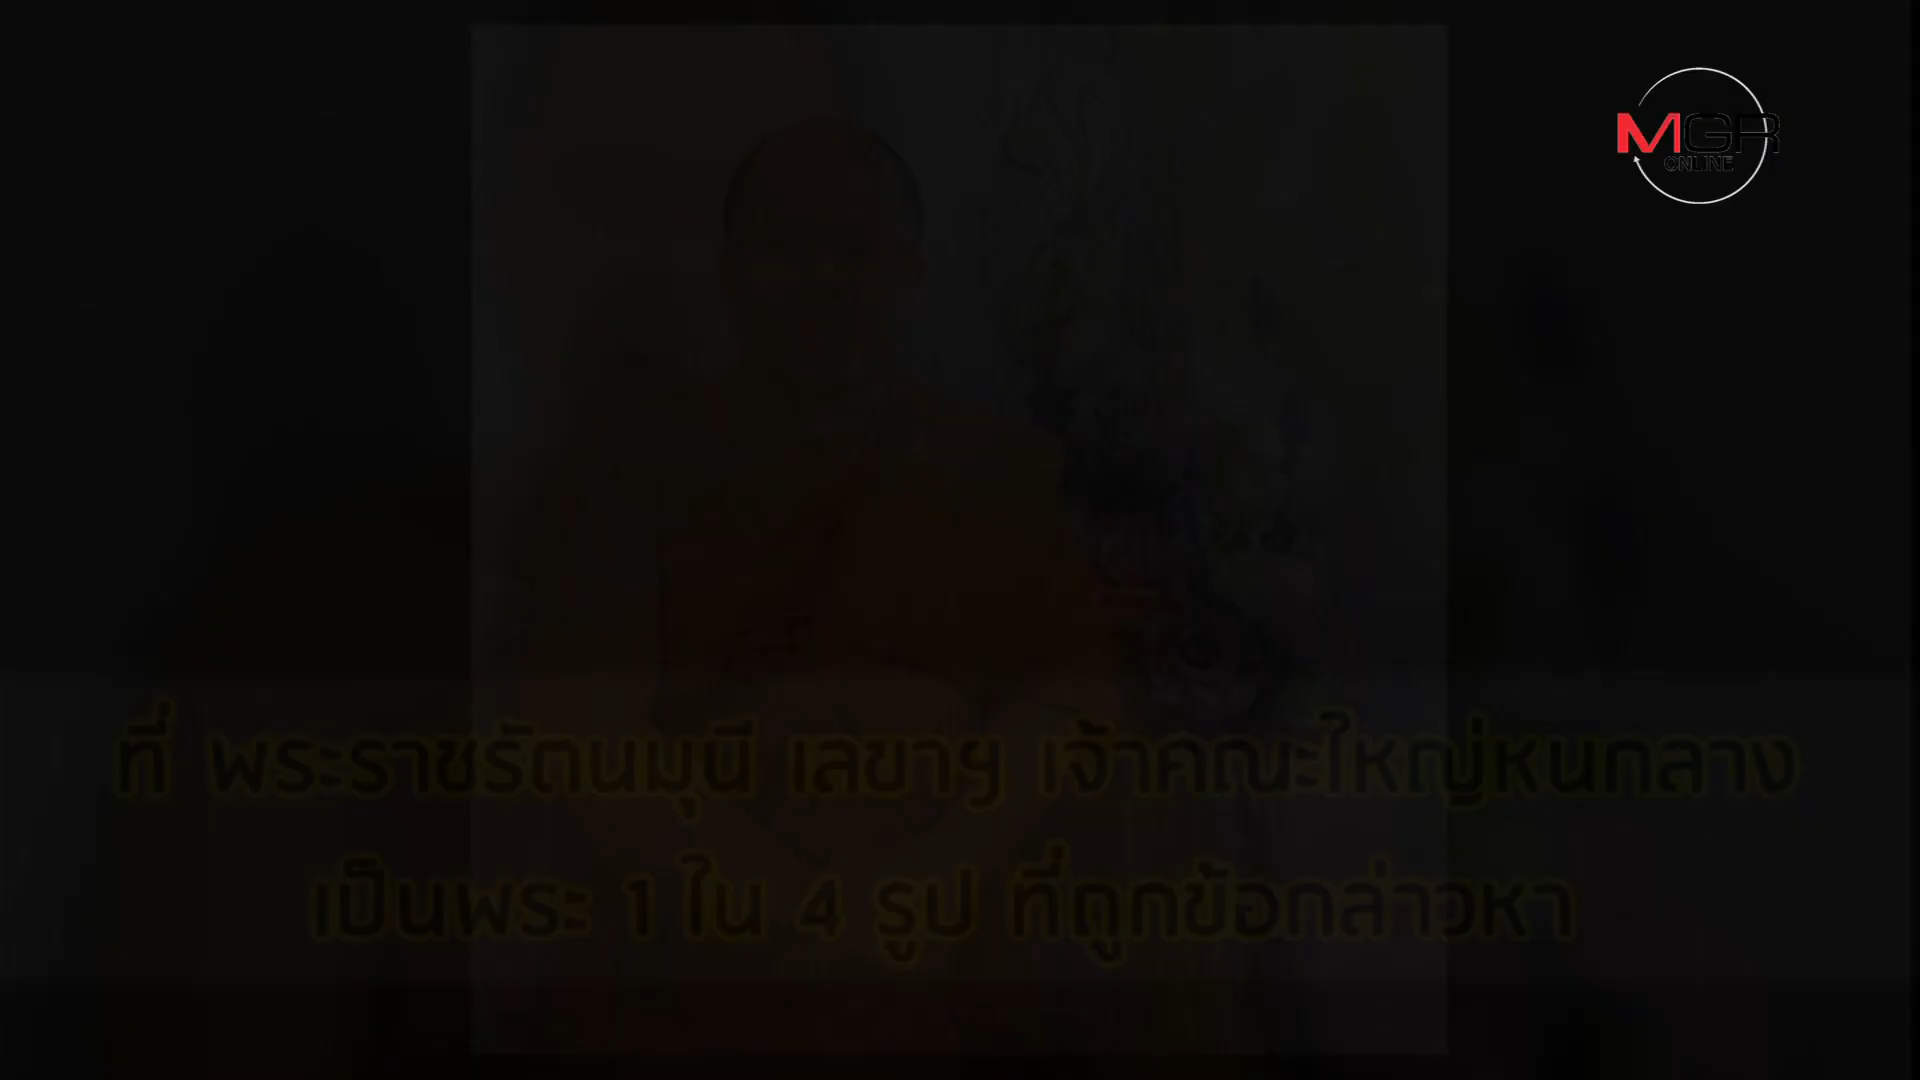 MGR
ONLINE
ที่ พระราชรัตนมุนี เลขาฯ เจ้าคณะใหญ่หนกลาง
เป็นพระ 1 ใน 4 รูป ที่ถูกข้อกล่าวหา